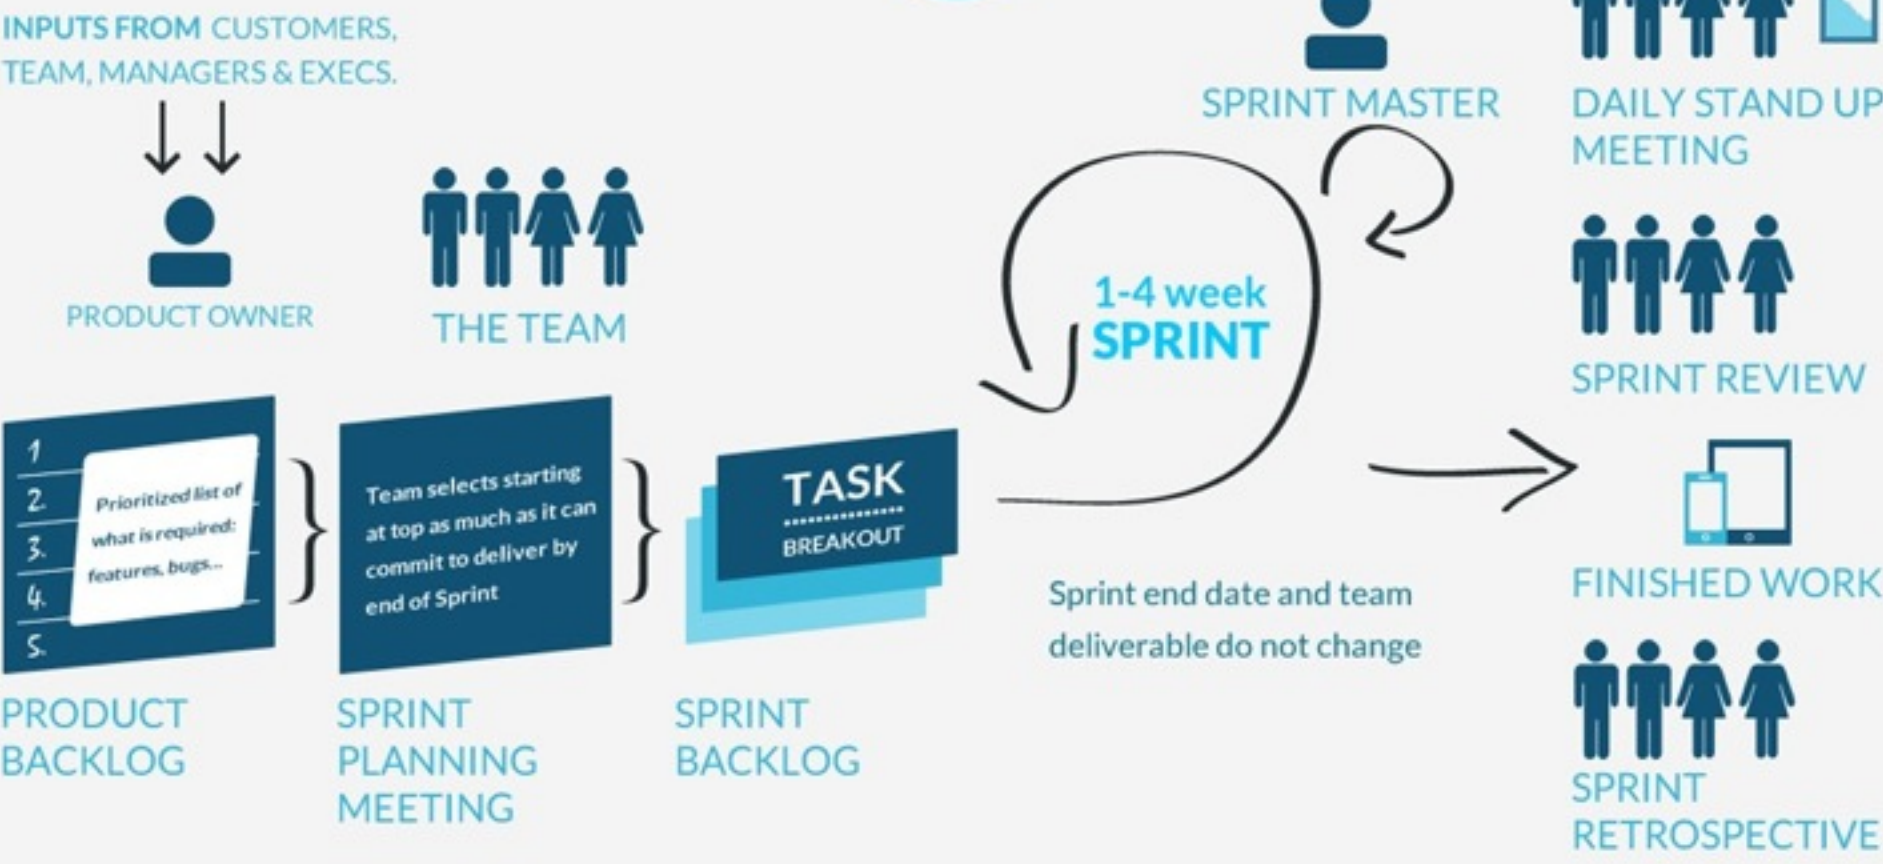 INPUTS FROM CUSTOMERS,
TEAM, MANAGERS & EXECS.
PRODUCT OWNER
THE TEAM
1
2.
3.
4.
5.
Prioritized list of
what is required:
features, bugs...
PRODUCT
BACKLOG
Team selects starting
at top as much as it can
commit to deliver by
end of Sprint
SPRINT
PLANNING
MEETING
TASK
BREAKOUT
SPRINT
BACKLOG
1-4 week
SPRINT
Sprint end date and team
deliverable do not change
SPRINT MASTER
DAILY STAND UP
MEETING
SPRINT REVIEW
FINISHED WORK
SPRINT
RETROSPECTIVE